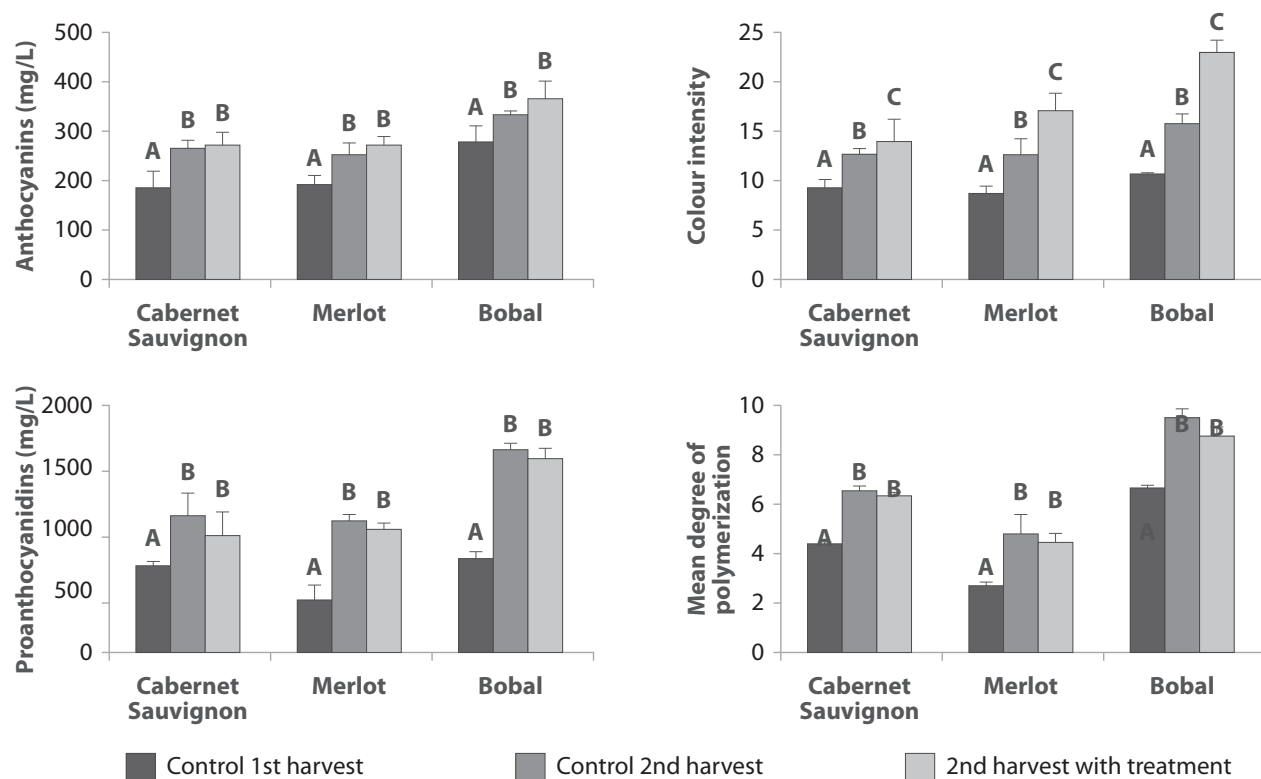 Anthocyanins (mg/L)
500
400
300
200
100
0
A
B
B
A
B
B
A
B
B
Cabernet
Sauvignon
Merlot
Bobal
Colour intensity
25
20
15
10
5
0
A
B
C
A
B
C
A
B
C
Cabernet
Sauvignon
Merlot
Bobal
Proanthocyanidins (mg/L)
2000
1500
1000
500
0
A
B
B
A
B
B
A
B
B
Cabernet
Sauvignon
Merlot
Bobal
Mean degree of
polymerization
10
8
6
4
2
0
A
B
B
A
B
B
A
B
B
Cabernet
Sauvignon
Merlot
Bobal
Control 1st harvest
Control 2nd harvest
2nd harvest with treatment